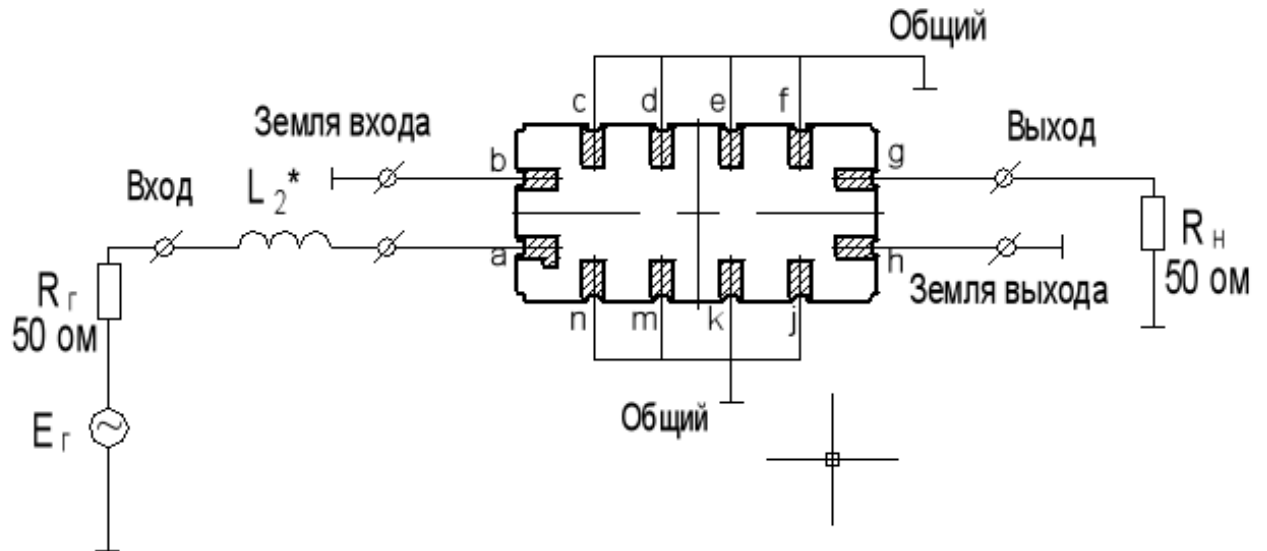 Общий
c d e f
Земля входа
Выход
b
g
Вход
L2*
a
h
Rг
50 ом
Rн
50 ом
Земля выхода
n m k j
Общий
Eг